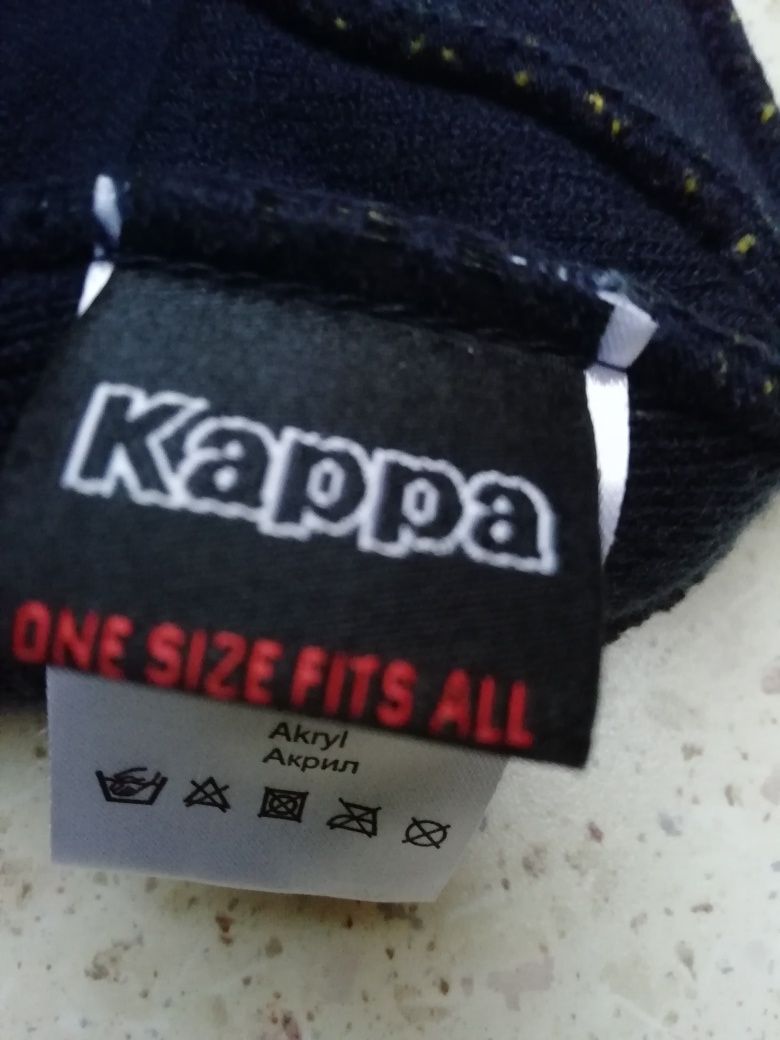 Kappa
ONE SIZE FITS ALL
Akryl
Акрил